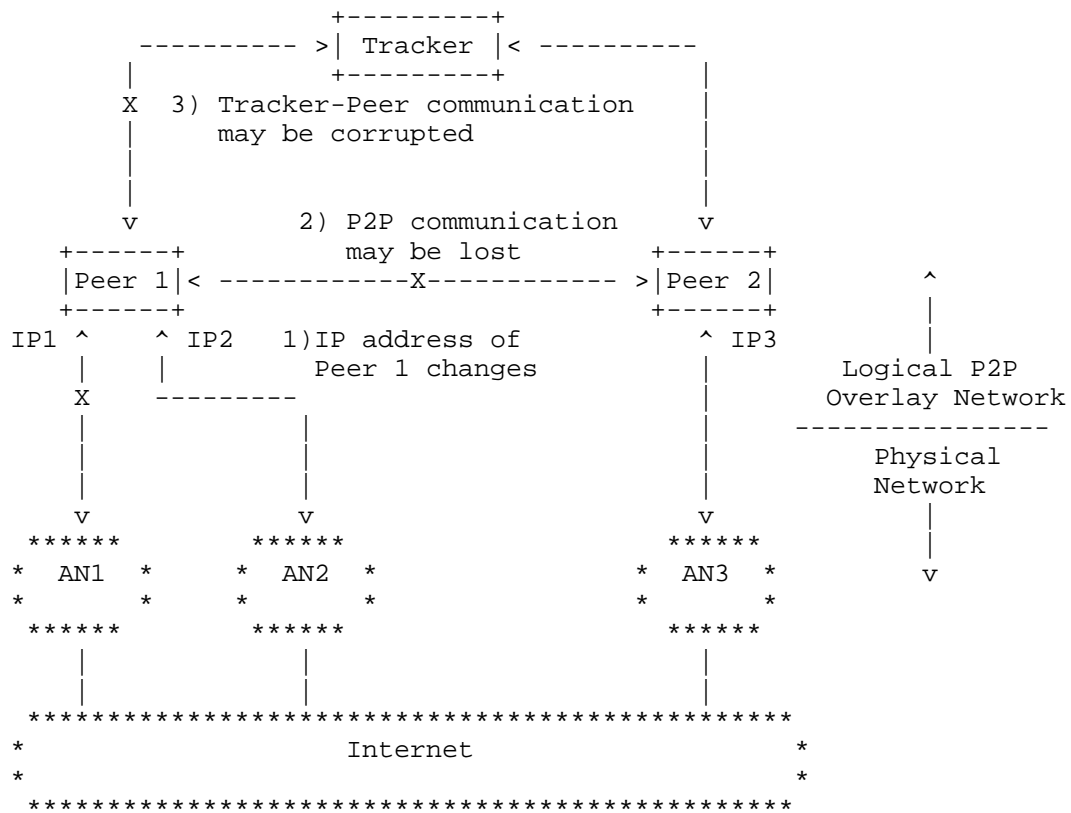 Tracker
3) Tracker-Peer communication
may be corrupted
2) P2P communication
may be lost
Peer 1
X
Peer 2
IP1
IP2
1)IP address of
IP3
Peer 1 changes
Logical P2P
X
Overlay Network
Physical
Network
AN1
AN2
AN3
Internet